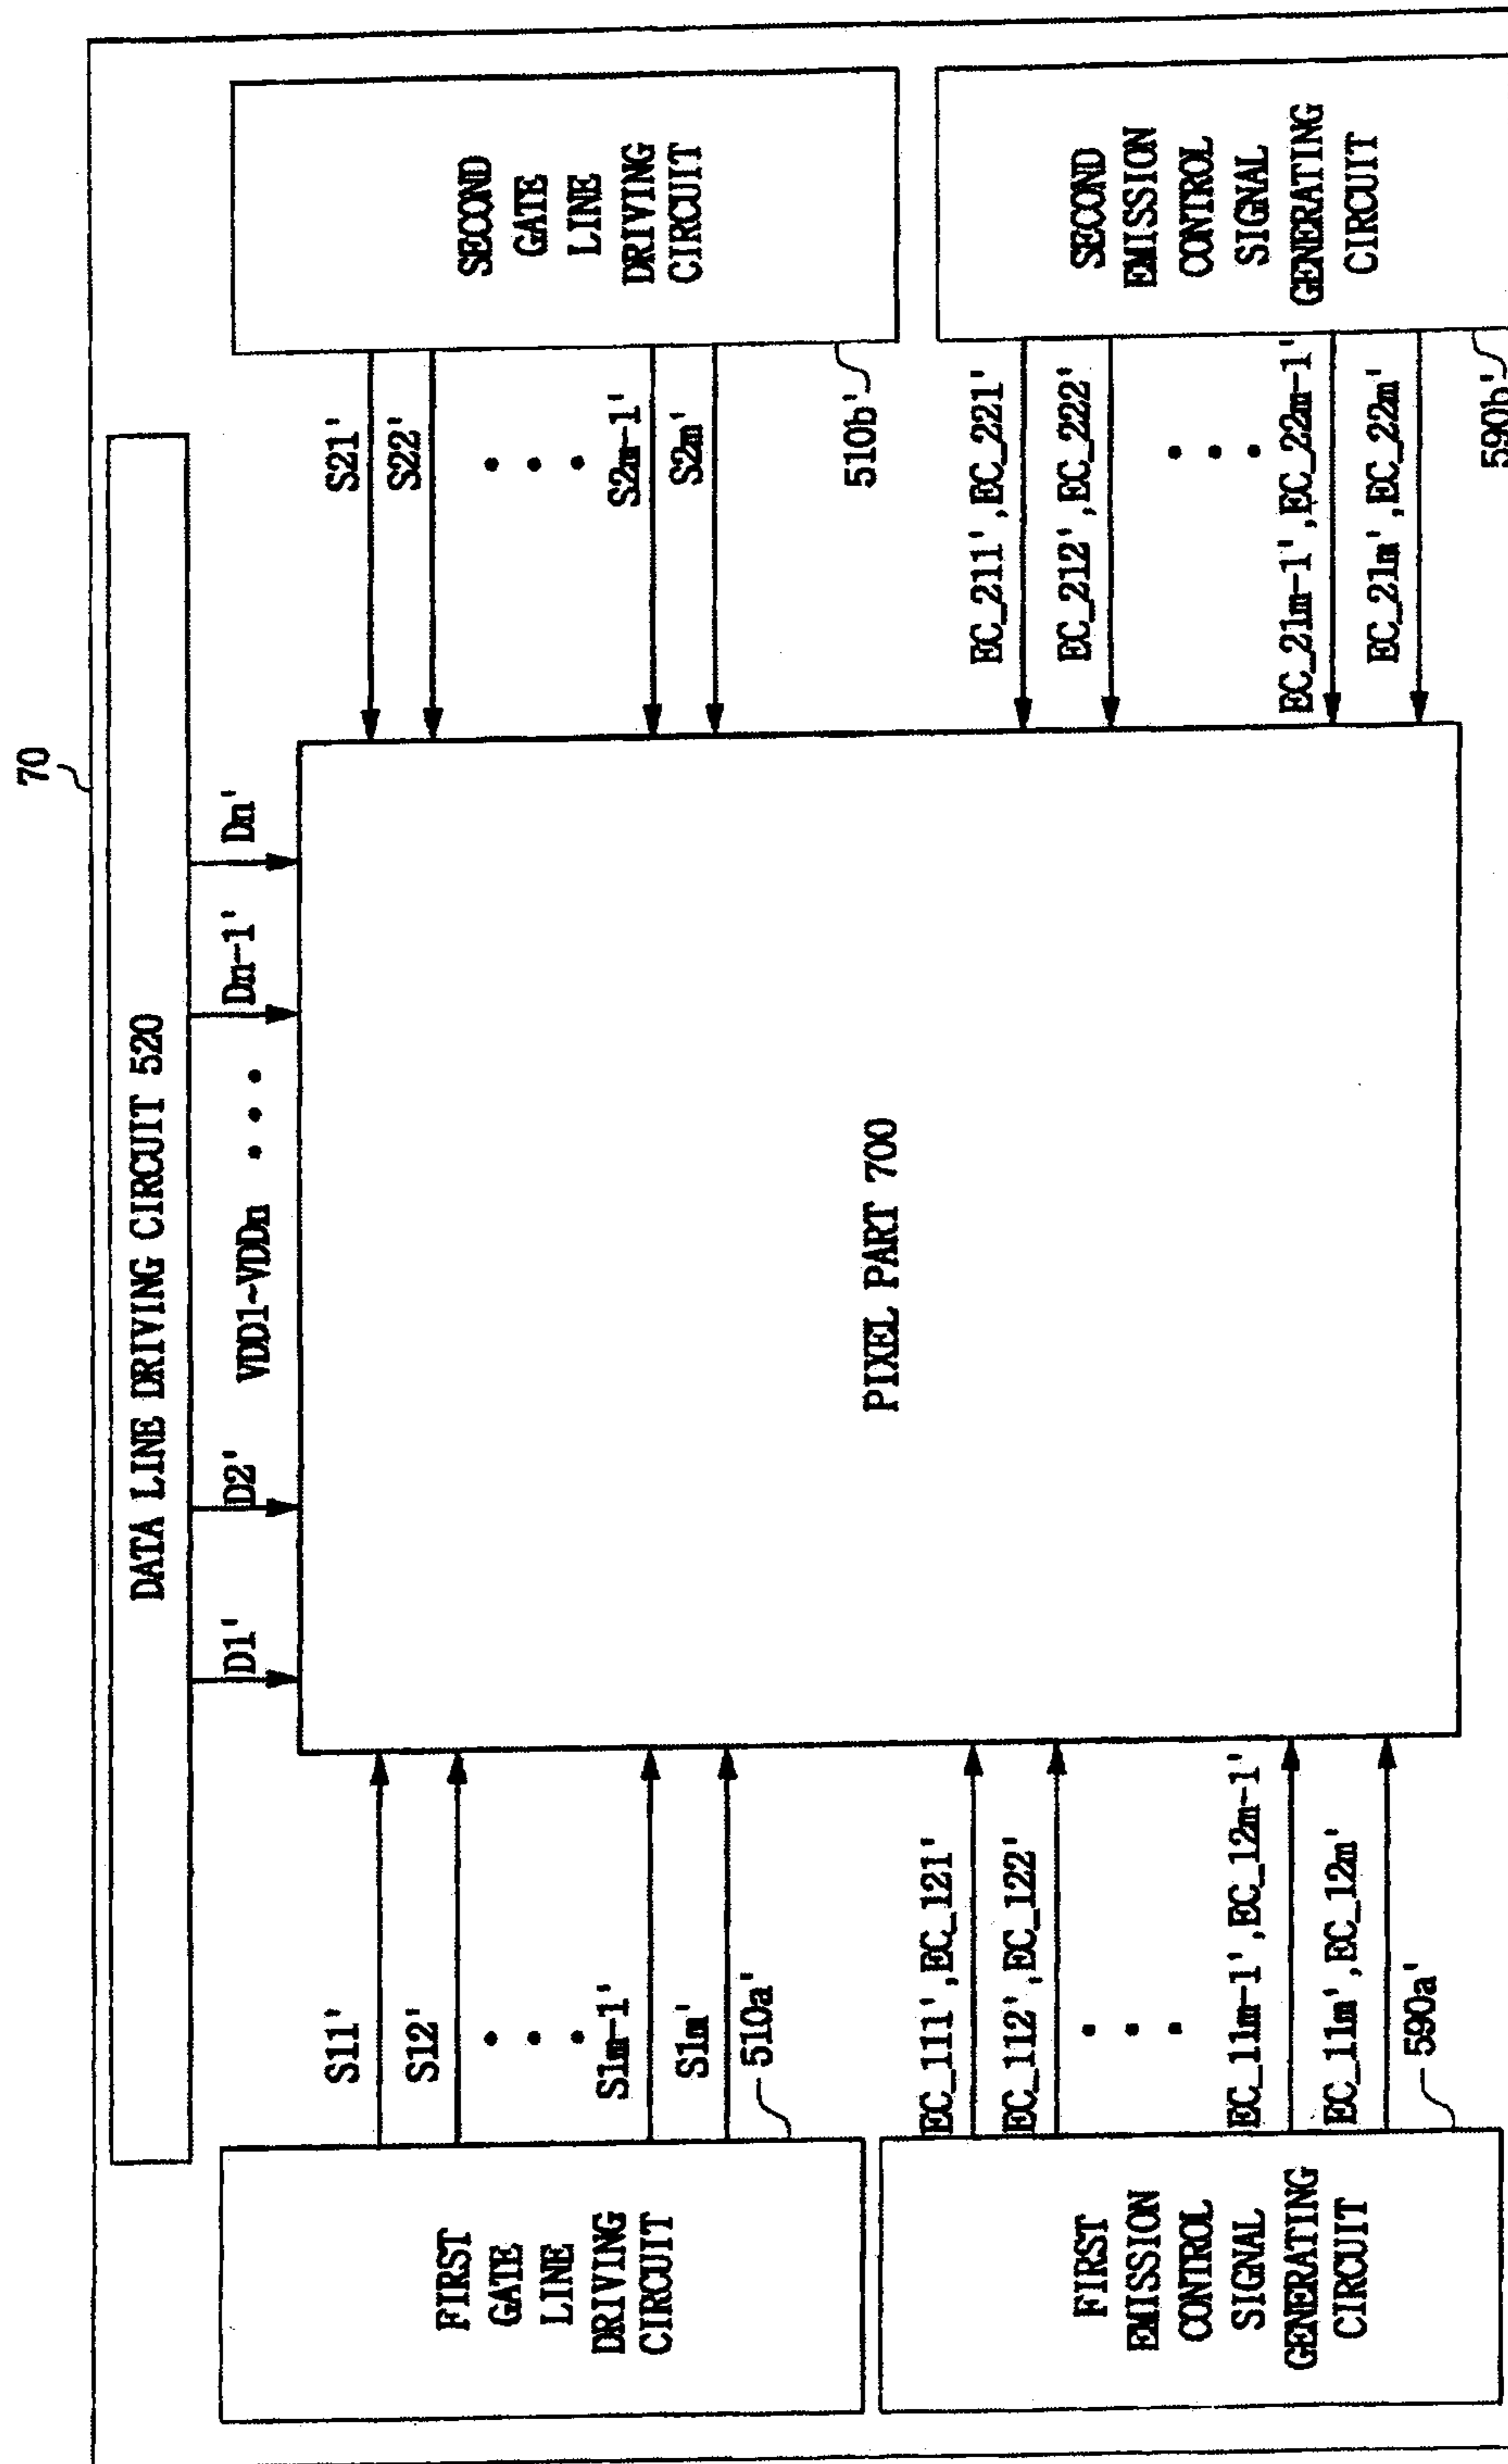 70
DATA LINE DRIVING CIRCUIT 520
D1'
D2'
VDD1~VDDn
Dn-1'
Dn'
FIRST
GATE
LINE
DRIVING
CIRCUIT
S11'
S12'
S1m-1'
S1m'
510a'
PIXEL PART 700
S21'
S22'
S2m-1'
S2m'
510b'
SECOND
GATE
LINE
DRIVING
CIRCUIT
FIRST
EMISSION
CONTROL
SIGNAL
GENERATING
CIRCUIT
EC_111',EC_121'
EC_112',EC_122'
EC_11m-1',EC_12m-1'
EC_11m',EC_12m'
590a'
EC_211',EC_221'
EC_212',EC_222'
EC_21m-1',EC_22m-1'
EC_21m',EC_22m'
590b'
SECOND
EMISSION
CONTROL
SIGNAL
GENERATING
CIRCUIT